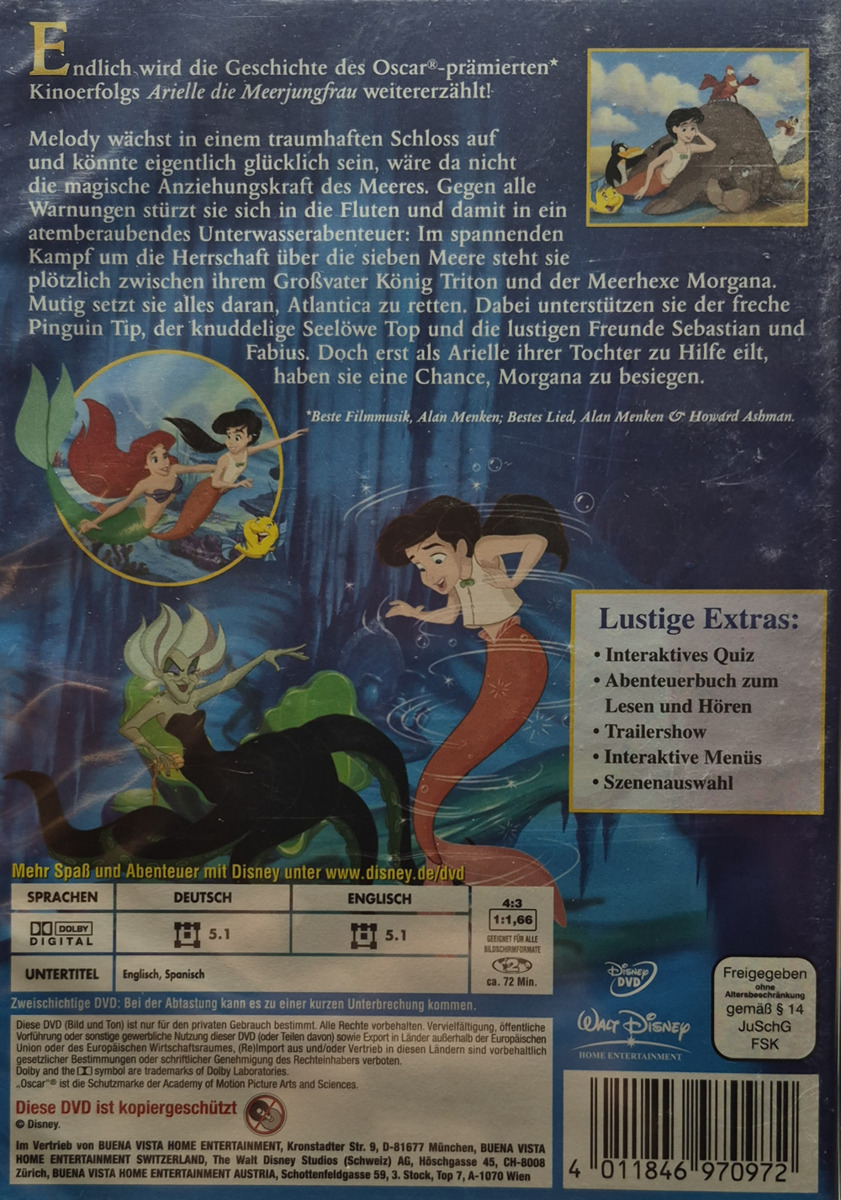 Endlich wird die Geschichte des Oscar®-prämierten*
Kinoerfolgs Arielle die Meerjungfrau weitererzählt!
Melody wächst in einem traumhaften Schloss auf
und könnte eigentlich glücklich sein, wäre da nicht
die magische Anziehungskraft des Meeres. Gegen alle
Warnungen stürzt sie sich in die Fluten und damit in ein
atemberaubendes Unterwasserabenteuer: Im spannenden
Kampf um die Herrschaft über die sieben Meere steht sie
plötzlich zwischen ihrem Großvater König Triton und der Meerhexe Morgana.
Mutig setzt sie alles daran, Atlantica zu retten. Dabei unterstützen sie der freche
Pinguin Tip, der knuddelige Seelöwe Top und die lustigen Freunde Sebastian und
Fabius. Doch erst als Arielle ihrer Tochter zu Hilfe eilt,
haben sie eine Chance, Morgana zu besiegen.
*Beste Filmmusik, Alan Menken; Bestes Lied, Alan Menken & Howard Ashman.
Lustige Extras:
• Interaktives Quiz
• Abenteuerbuch zum
Lesen und Hören
• Trailershow
• Interaktive Menüs
• Szenenauswahl
Mehr Spaß und Abenteuer mit Disney unter www.disney.de/dvd
SPRACHEN DEUTSCH ENGLISCH
DOLBY DIGITAL 5.1 5.1
UNTERTITEL Englisch, Spanisch
4:3
1:1,66
GEEIGNET FÜR ALLE
BILDSCHIRMFORMATE
2
ca. 72 Min.
Zweischichtige DVD: Bei der Abtastung kann es zu einer kurzen Unterbrechung kommen.
Diese DVD (Bild und Ton) ist nur für den privaten Gebrauch bestimmt. Alle Rechte vorbehalten. Vervielfältigung, öffentliche
Vorführung oder sonstige gewerbliche Nutzung dieser DVD (oder Teilen davon) sowie Export in Länder außerhalb der Europäischen
Union oder des Europäischen Wirtschaftsraumes, (Re)Import aus und/oder Vertrieb in diesen Ländern sind vorbehaltlich
gesetzlicher Bestimmungen oder schriftlicher Genehmigung des Rechteinhabers verboten.
Dolby and the DD symbol are trademarks of Dolby Laboratories.
„Oscar"® ist die Schutzmarke der Academy of Motion Picture Arts and Sciences.
Diese DVD ist kopiergeschützt
© Disney.
Im Vertrieb von BUENA VISTA HOME ENTERTAINMENT, Kronstadter Str. 9, D-81677 München, BUENA VISTA
HOME ENTERTAINMENT SWITZERLAND, The Walt Disney Studios (Schweiz) AG, Höschgasse 45, CH-8008
Zürich, BUENA VISTA HOME ENTERTAINMENT AUSTRIA, Schottenfeldgasse 59, 3. Stock, Top 7, A-1070 Wien
DISNEY
DVD
WALT DISNEY
HOME ENTERTAINMENT
Freigegeben
ohne
Altersbeschränkung
gemäß § 14
JuSchG
FSK
4 011846 970972